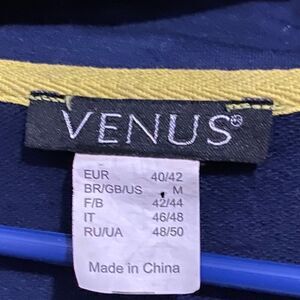 VENUS®
EUR 40/42
BR/GB/US M
F/B 42/44
IT 46/48
RU/UA 48/50
Made in China